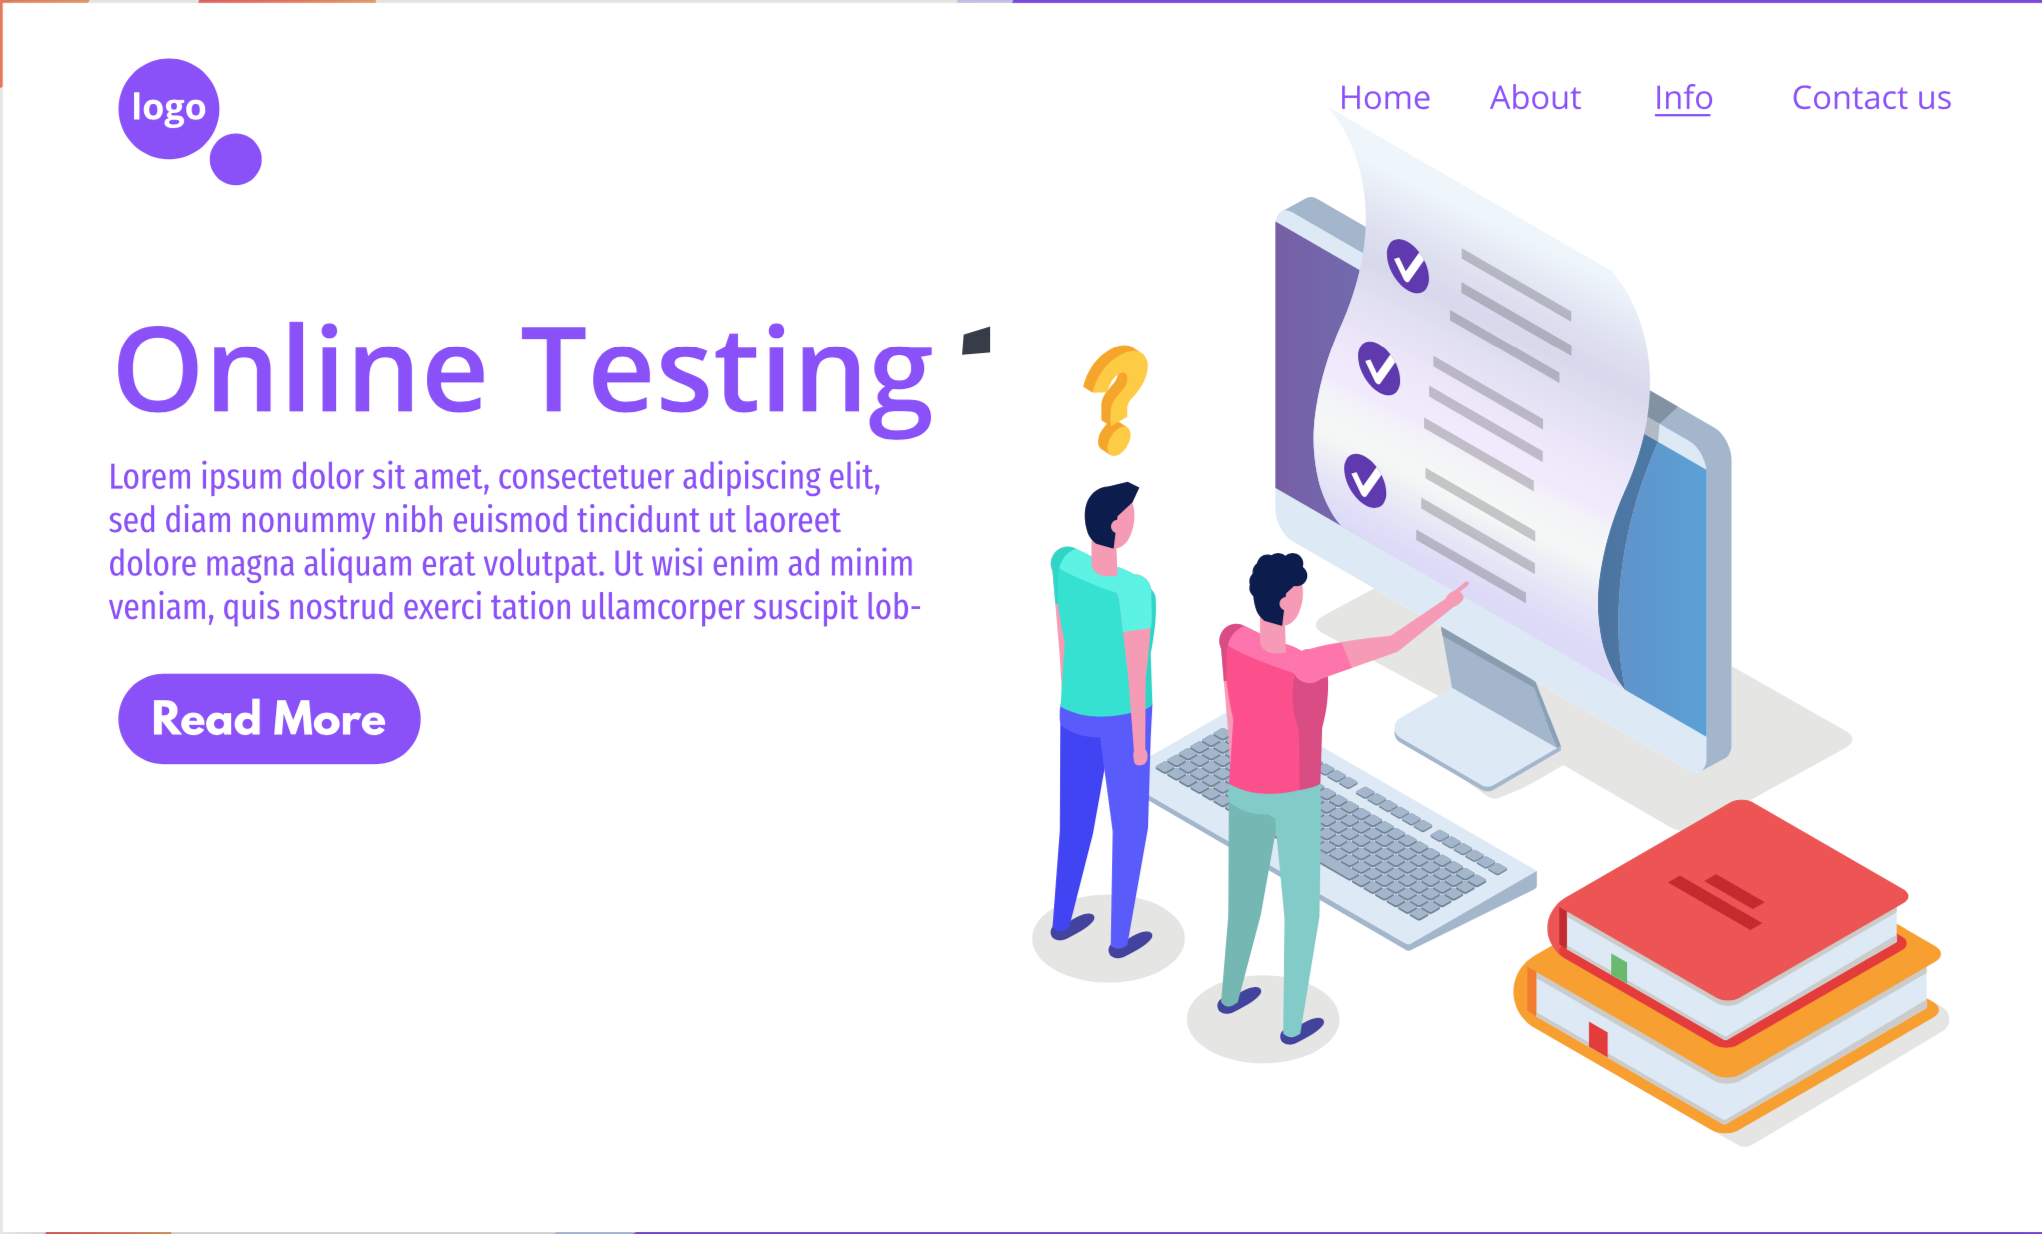 logo
Home About Info Contact us
Online Testing
Lorem ipsum dolor sit amet, consectetuer adipiscing elit,
sed diam nonummy nibh euismod tincidunt ut laoreet
dolore magna aliquam erat volutpat. Ut wisi enim ad minim
veniam, quis nostrud exerci tation ullamcorper suscipit lob-
Read More
?